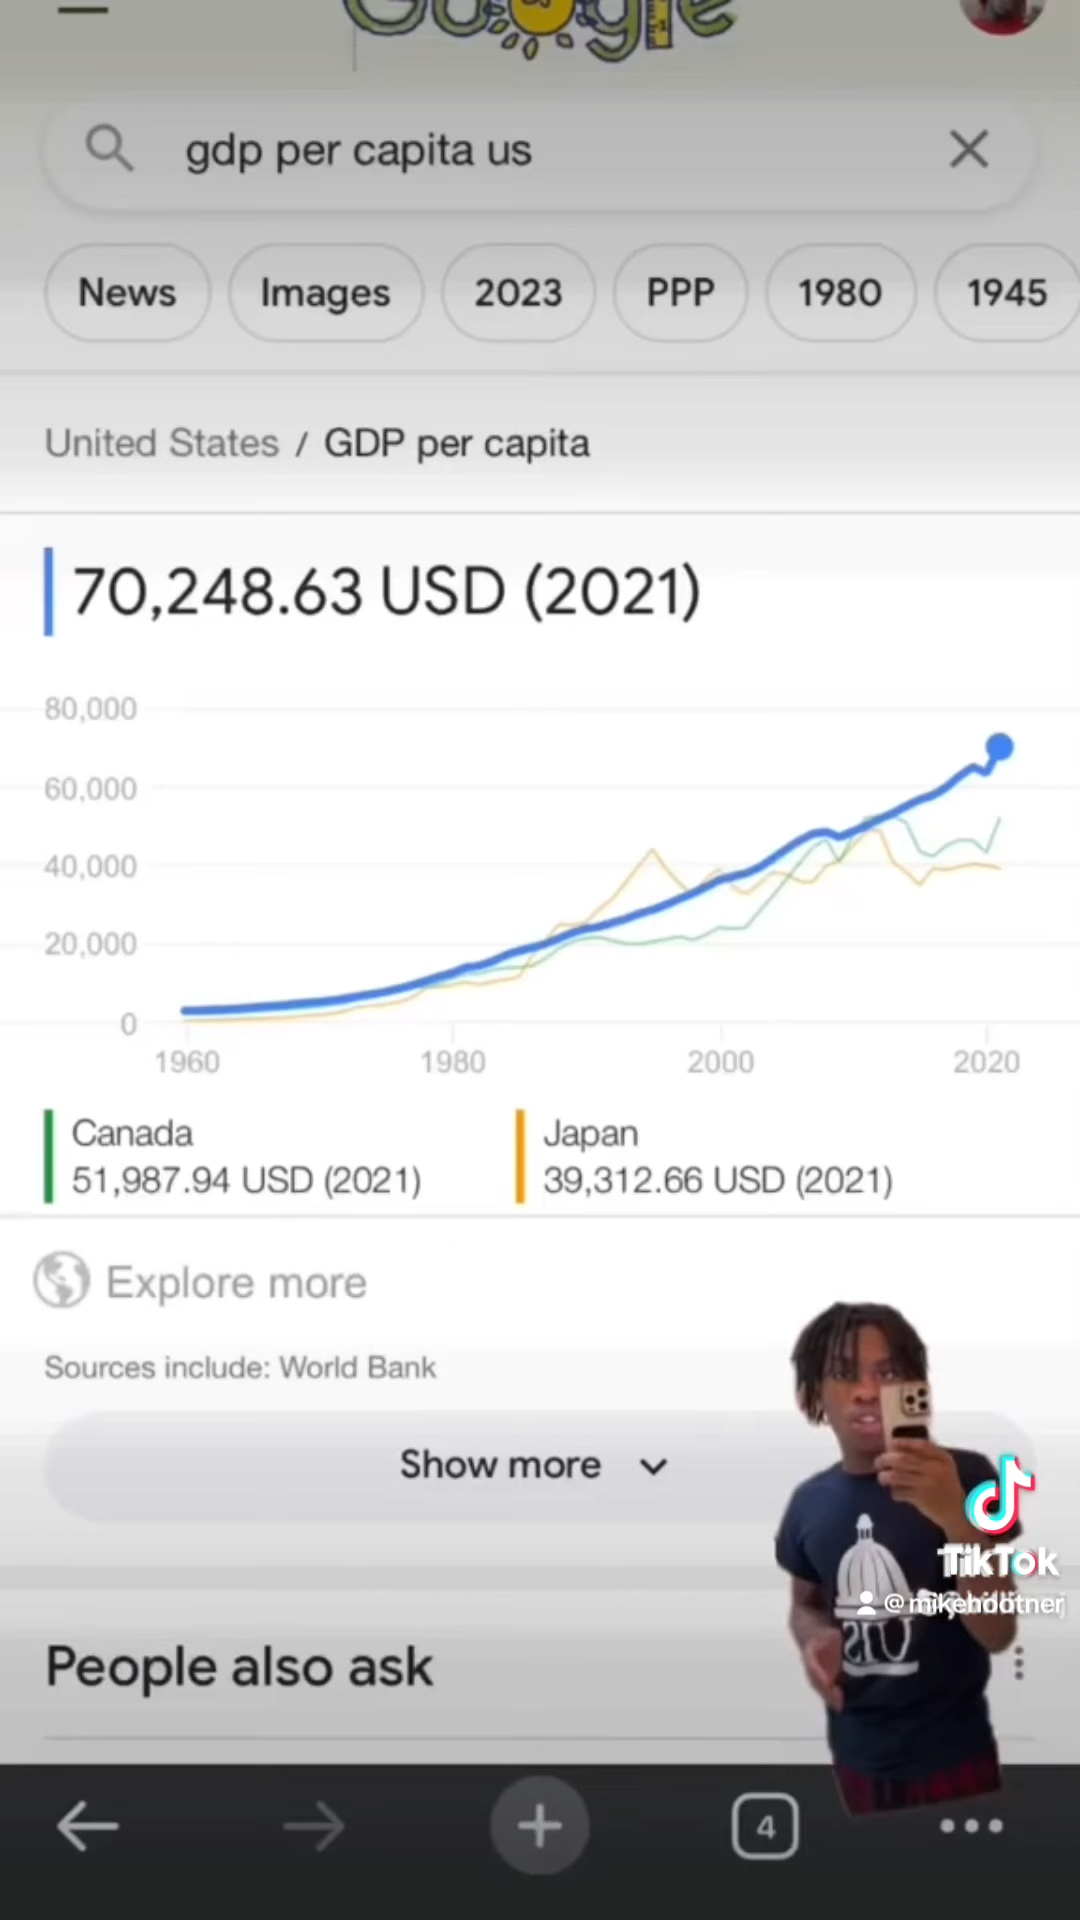 Google
gdp per capita us
News Images 2023 PPP 1980 1945
United States / GDP per capita
70,248.63 USD (2021)
80,000
60,000
40,000
20,000
0
1960 1980 2000 2020
Canada
51,987.94 USD (2021)
Japan
39,312.66 USD (2021)
Explore more
Sources include: World Bank
Show more
TikTok
UIS
People also ask
4